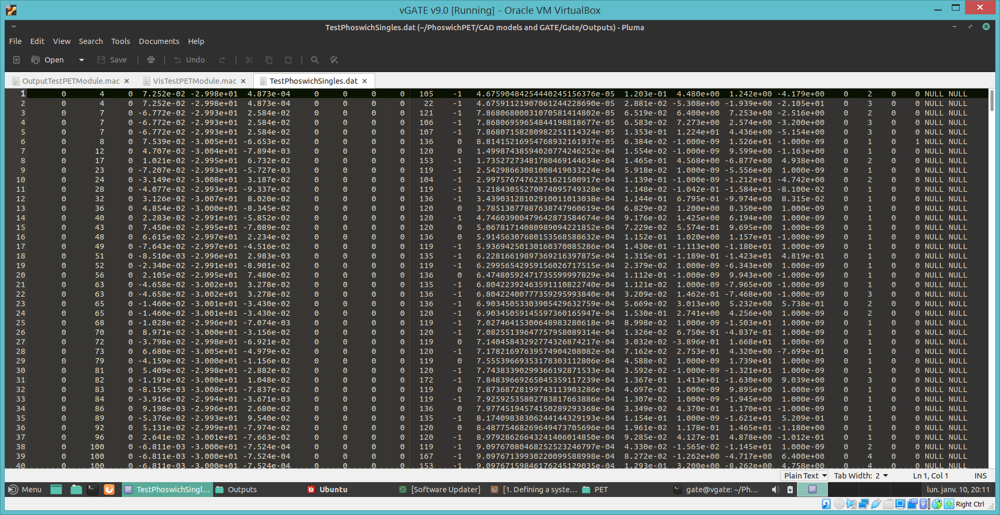 vGATE v9.0 [Running] - Oracle VM VirtualBox
TestPhoswichSingles.dat (~/PhoswichPET/CAD models and GATE/Gate/Outputs) - Pluma
File Edit View Search Tools Documents Help
Open Save Undo
OutputTestPETModule.mac VisTestPETModule.mac TestPhoswichSingles.dat
1 0 4 0 7.252e-02 -2.998e+01 4.873e-04 0 0 0 0 105 -1 4.67590484254440245156376e-05 1.203e-01 4.480e+00 1.242e+00 -4.179e+00 0 2 0 0 NULL NULL
2 0 4 0 7.252e-02 -2.998e+01 4.873e-04 0 0 0 0 22 -1 4.67591121907061244228690e-05 2.881e-02 -5.308e+00 -1.939e+00 -2.105e+01 0 3 0 0 NULL NULL
3 0 7 0 -6.772e-02 -2.993e+01 2.584e-02 0 0 0 0 121 -1 7.86806800031070581414802e-05 6.519e-02 6.400e+00 7.253e+00 -2.516e+00 0 2 0 0 NULL NULL
4 0 7 0 -6.772e-02 -2.993e+01 2.584e-02 0 0 0 0 106 -1 7.86806959654844198818677e-05 6.583e-02 7.273e+00 2.574e+00 -3.200e+00 0 3 0 0 NULL NULL
5 0 7 0 -6.772e-02 -2.993e+01 2.584e-02 0 0 0 0 107 -1 7.86807158280982251114324e-05 1.353e-01 1.224e+01 4.436e+00 -5.154e+00 0 3 0 0 NULL NULL
6 0 8 0 7.539e-02 -3.005e+01 -6.653e-02 0 0 0 0 136 0 8.81415216954768932161937e-05 6.384e-02 -1.000e-09 1.526e+01 -1.000e-09 0 1 0 1 NULL NULL
7 0 12 0 4.707e-02 -3.004e+01 -7.894e-03 0 0 0 0 120 0 1.49987438594020774246252e-04 1.554e-02 -1.000e-09 9.599e+00 -1.163e+00 0 1 0 0 NULL NULL
8 0 17 0 1.021e-02 -2.995e+01 6.732e-02 0 0 0 0 153 -1 1.73527273481780469144634e-04 1.465e-01 4.568e+00 -6.877e+00 4.938e+00 0 2 0 0 NULL NULL
9 0 23 0 -7.207e-02 -2.993e+01 -5.727e-03 0 0 0 0 119 -1 2.54298663081008419033224e-04 5.918e-02 1.000e-09 -5.556e+00 1.000e-09 0 1 0 0 NULL NULL
10 0 24 0 -3.149e-02 -3.008e+01 3.187e-02 0 0 0 0 104 -1 2.99757674762351621500917e-04 1.139e-01 -1.000e-09 -1.212e+01 -4.742e+00 0 2 0 0 NULL NULL
11 0 28 0 -4.077e-02 -2.993e+01 -9.337e-02 0 0 0 0 119 -1 3.21843055270074095749328e-04 1.148e-02 -1.042e-01 -1.584e+01 -8.100e-02 0 1 0 0 NULL NULL
12 0 32 0 3.126e-02 -3.007e+01 8.020e-02 0 0 0 0 136 -1 3.43903128102910011013038e-04 1.144e-01 6.795e-01 -9.974e+00 8.315e-02 0 1 0 0 NULL NULL
13 0 36 0 4.854e-02 -3.000e+01 -8.345e-02 0 0 0 0 120 0 3.78513077887638747960619e-04 6.829e-02 1.200e+00 8.350e+00 1.000e-09 0 1 0 0 NULL NULL
14 0 40 0 2.283e-02 -2.991e+01 -5.852e-02 0 0 0 0 120 -1 4.74603900479642873584674e-04 9.176e-02 1.425e+00 6.194e+00 -1.000e-09 0 1 0 0 NULL NULL
15 0 43 0 7.450e-02 -2.995e+01 -7.089e-02 0 0 0 0 120 0 5.06781714080989094221852e-04 7.229e-02 5.574e-01 9.695e+00 1.000e-09 0 1 0 0 NULL NULL
16 0 48 0 6.615e-02 -2.997e+01 2.234e-02 0 0 0 0 136 0 5.91456307680153568588632e-04 1.152e-01 1.020e+00 1.157e+01 -1.000e-09 0 1 0 0 NULL NULL
17 0 49 0 -7.643e-02 -2.997e+01 -4.516e-02 0 0 0 0 119 -1 5.93694250130160370085286e-04 1.430e-01 -1.113e+00 -1.180e+01 1.000e-09 0 1 0 0 NULL NULL
18 0 51 0 -8.510e-03 -2.996e+01 2.983e-03 0 0 0 0 135 -1 6.22816619897369216397875e-04 1.315e-01 -1.189e-01 -1.423e+01 4.819e-01 0 1 0 0 NULL NULL
19 0 52 0 -2.340e-02 -2.991e+01 -8.901e-02 0 0 0 0 119 -1 6.29956542959156026717515e-04 2.379e-02 1.000e-09 -6.343e+00 1.000e-09 0 1 0 0 NULL NULL
20 0 56 0 2.105e-02 -2.995e+01 7.480e-02 0 0 0 0 136 0 6.47480592471735599997829e-04 1.112e-01 -1.000e-09 9.943e+00 -1.000e-09 0 1 0 0 NULL NULL
21 0 63 0 -4.658e-02 -3.002e+01 3.278e-02 0 0 0 0 135 -1 6.80422392463591110822740e-04 1.121e-02 1.000e-09 -7.965e+00 -1.000e-09 0 1 0 0 NULL NULL
22 0 63 0 -4.658e-02 -3.002e+01 3.278e-02 0 0 0 0 136 -1 6.80422400777359295993840e-04 3.209e-02 1.462e-01 -7.468e+00 -1.000e-09 0 3 0 0 NULL NULL
23 0 65 0 -1.460e-02 -3.001e+01 -3.430e-02 0 0 0 0 136 -1 6.90345053303905429632759e-04 5.669e-02 3.013e+00 5.232e+00 5.738e-01 0 2 0 0 NULL NULL
24 0 65 0 -1.460e-02 -3.001e+01 -3.430e-02 0 0 0 0 120 -1 6.90345059145597360165947e-04 1.530e-01 2.741e+00 4.256e+00 1.000e-09 0 2 0 0 NULL NULL
25 0 68 0 -1.028e-02 -2.996e+01 -7.074e-03 0 0 0 0 119 -1 7.02746415300648983280618e-04 8.998e-02 1.000e-09 -1.503e+01 1.000e-09 0 1 0 0 NULL NULL
26 0 70 0 8.971e-02 -3.000e+01 -3.156e-02 0 0 0 0 120 -1 7.08255139647757958089314e-04 1.326e-02 6.750e-01 -4.837e-01 1.000e-09 0 1 0 0 NULL NULL
27 0 72 0 -3.798e-02 -2.998e+01 -6.921e-02 0 0 0 0 119 0 7.14045843292774326874217e-04 3.032e-02 -3.896e-01 1.668e+01 1.000e-09 0 1 0 0 NULL NULL
28 0 73 0 6.680e-02 -3.005e+01 -4.979e-02 0 0 0 0 120 -1 7.17821697639574904208082e-04 7.162e-02 2.753e-01 4.320e+00 -7.699e-01 0 1 0 0 NULL NULL
29 0 79 0 -4.159e-02 -3.000e+01 -1.156e-02 0 0 0 0 119 0 7.55539669353178303112806e-04 4.588e-02 1.000e-09 1.739e+01 1.000e-09 0 1 0 0 NULL NULL
30 0 81 0 5.409e-02 -2.998e+01 -2.882e-02 0 0 0 0 120 -1 7.74383390299366192871533e-04 3.592e-02 -1.000e-09 -1.321e+01 1.000e-09 0 1 0 0 NULL NULL
31 0 82 0 -1.191e-02 -3.000e+01 1.048e-02 0 0 0 0 172 -1 7.84839669265045359117239e-04 1.367e-01 1.413e+01 -1.630e+00 9.039e+00 0 3 0 0 NULL NULL
32 0 83 0 -8.159e-03 -3.008e+01 -7.837e-02 0 0 0 0 119 0 7.87368728199743113903286e-04 4.697e-02 1.000e-09 9.895e+00 1.000e-09 0 1 0 0 NULL NULL
33 0 84 0 -3.916e-02 -2.994e+01 -3.671e-03 0 0 0 0 119 -1 7.92592535802783817663886e-04 1.307e-02 1.000e-09 -1.945e+01 1.000e-09 0 1 0 0 NULL NULL
34 0 86 0 9.198e-03 -2.996e+01 2.680e-02 0 0 0 0 136 0 7.97745194574150289293368e-04 3.349e-02 4.370e-01 1.170e+01 -1.000e-09 0 1 0 0 NULL NULL
35 0 89 0 -5.376e-02 -2.993e+01 9.540e-02 0 0 0 0 135 -1 8.17409838306244144329193e-04 1.154e-01 1.000e-09 -1.621e+01 5.209e-01 0 1 0 0 NULL NULL
36 0 92 0 5.131e-02 -2.999e+01 -7.974e-02 0 0 0 0 120 0 8.48775468269649473705696e-04 1.961e-02 1.178e-01 1.465e+01 -1.180e+00 0 1 0 0 NULL NULL
37 0 96 0 2.641e-02 -3.001e+01 -7.663e-02 0 0 0 0 120 -1 8.97928626643241406014850e-04 9.285e-02 4.127e-01 4.878e+00 -1.012e-01 0 1 0 0 NULL NULL
38 0 100 0 -6.811e-03 -3.000e+01 -7.524e-04 0 0 0 0 119 -1 9.09767080468252523246797e-04 4.330e-02 -1.565e-02 -1.145e+01 1.000e-09 0 2 0 0 NULL NULL
39 0 100 0 -6.811e-03 -3.000e+01 -7.524e-04 0 0 0 0 167 -1 9.09767139930220099588998e-04 8.272e-02 -1.262e+00 -4.717e+00 6.400e+00 0 4 0 0 NULL NULL
40 0 100 0 -6.811e-03 -3.000e+01 -7.524e-04 0 0 0 0 153 -1 9.09767159846176245129035e-04 1.293e-01 3.200e+00 -8.262e+00 4.758e+00 0 4 0 0 NULL NULL
Plain Text Tab Width: 2 Ln 1, Col 1 INS
Menu TestPhoswichSingl... Outputs Ubuntu [Software Updater] [1. Defining a syste... PET gate@vgate: ~/Ph... lun. janv. 10, 20:11
Right Ctrl